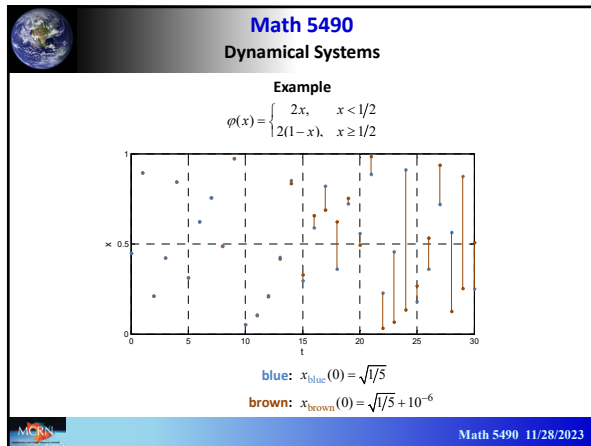 Math 5490
Dynamical Systems
Example
φ(x) = { 2x, x < 1/2
2(1−x), x ≥ 1/2
1
0.5
0
x
0 5 10 15 20 25 30
t
blue: x_blue(0) = √1/5
brown: x_brown(0) = √1/5 + 10^−6
MCRN
Math 5490 11/28/2023